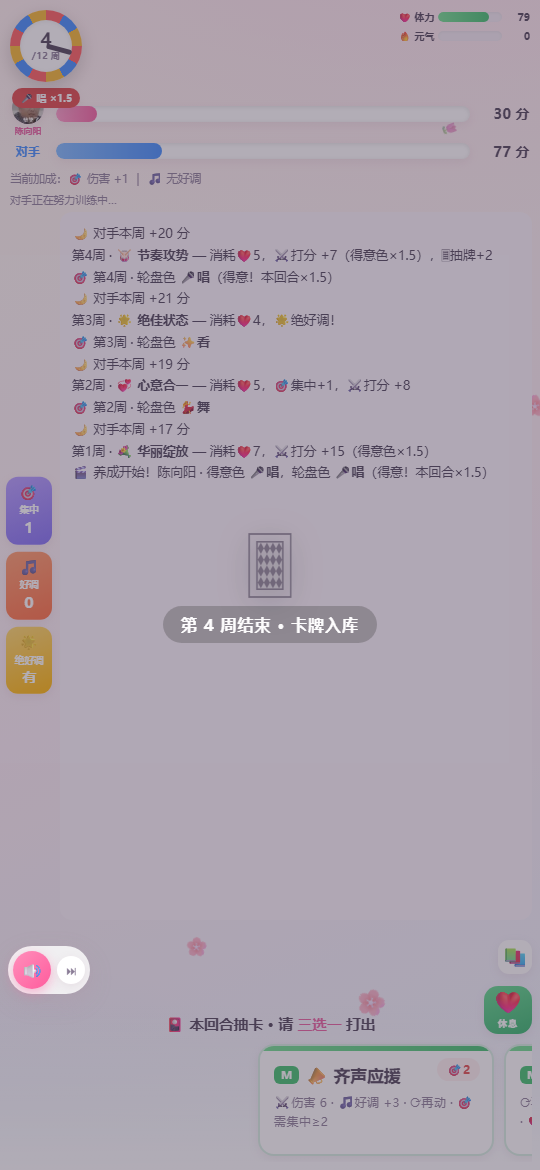 4
/12 周
体力 79
元气 0
唱 ×1.5
陈向阳
30 分
对手
77 分
当前加成: 伤害 +1 | 无好调
对手正在努力训练中...
对手本周 +20 分
第4周 · 节奏攻势 — 消耗 5, 打分 +7（得意色×1.5）, 抽牌+2
第4周 · 轮盘色 唱（得意！本回合×1.5）
对手本周 +21 分
第3周 · 绝佳状态 — 消耗 4, 绝好调！
第3周 · 轮盘色 香
对手本周 +19 分
第2周 · 心意合一 — 消耗 5, 集中+1, 打分 +8
第2周 · 轮盘色 舞
对手本周 +17 分
第1周 · 华丽绽放 — 消耗 7, 打分 +15（得意色×1.5）
养成开始！陈向阳 · 得意色 唱，轮盘色 唱（得意！本回合×1.5）
集中
1
好调
0
绝好调
有
第 4 周结束 • 卡牌入库
休息
本回合抽卡 • 请 三选一 打出
M 齐声应援 2
伤害 6 · 好调 +3 · 再动 ·
需集中≥2